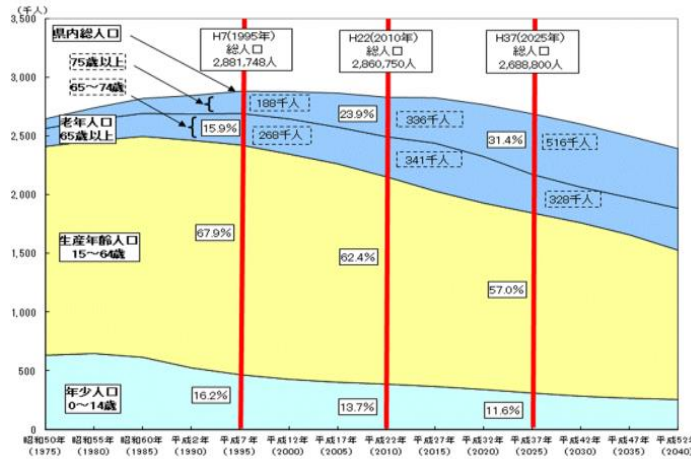 (千人)
3,500
3,000
2,500
2,000
1,500
1,000
500
0
県内総人口
75歳以上
65～74歳
老年人口
65歳以上
生産年齢人口
15～64歳
年少人口
0～14歳
H7(1995年)
総人口
2,881,748人
H22(2010年)
総人口
2,860,750人
H37(2025年)
総人口
2,688,800人
188千人
15.9%
268千人
23.9%
336千人
341千人
31.4%
516千人
328千人
67.9%
62.4%
57.0%
16.2%
13.7%
11.6%
昭和50年 昭和55年 昭和60年 平成2年 平成7年 平成12年 平成17年 平成22年 平成27年 平成32年 平成37年 平成42年 平成47年 平成52年
(1975) (1980) (1985) (1990) (1995) (2000) (2005) (2010) (2015) (2020) (2025) (2030) (2035) (2040)